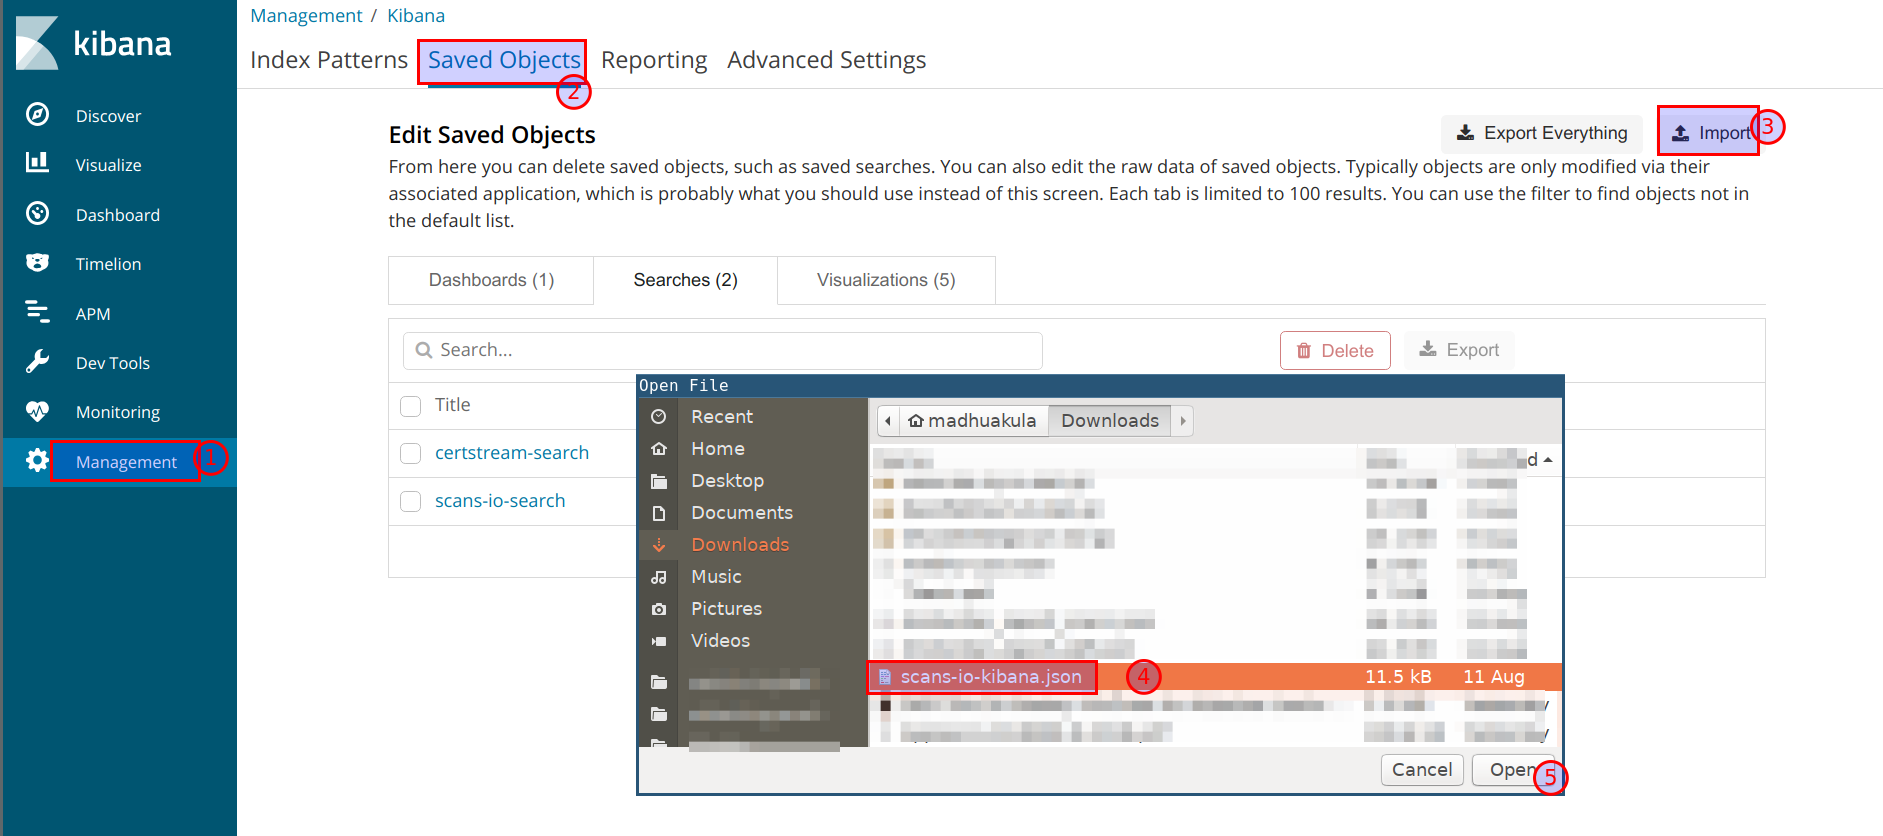 kibana
Discover
Visualize
Dashboard
Timelion
APM
Dev Tools
Monitoring
Management
1
Management / Kibana
Index Patterns Saved Objects Reporting Advanced Settings
2
Edit Saved Objects
Export Everything
Import
3
From here you can delete saved objects, such as saved searches. You can also edit the raw data of saved objects. Typically objects are only modified via their
associated application, which is probably what you should use instead of this screen. Each tab is limited to 100 results. You can use the filter to find objects not in
the default list.
Dashboards (1) Searches (2) Visualizations (5)
Search...
Delete
Export
Title
certstream-search
scans-io-search
Open File
Recent
Home
Desktop
Documents
Downloads
Music
Pictures
Videos
madhuakula Downloads
scans-io-kibana.json 4 11.5 kB 11 Aug
Cancel Open
5